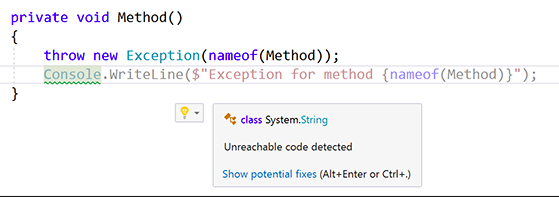 private void Method()
{
throw new Exception(nameof(Method));
Console.WriteLine($"Exception for method {nameof(Method)}");
}
class System.String
Unreachable code detected
Show potential fixes (Alt+Enter or Ctrl+.)